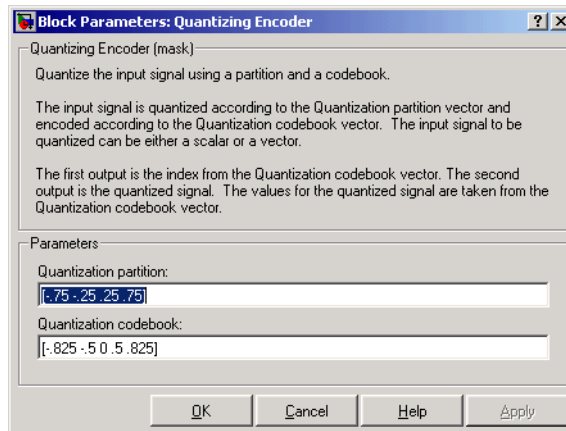 Block Parameters: Quantizing Encoder
Quantizing Encoder (mask)
Quantize the input signal using a partition and a codebook.
The input signal is quantized according to the Quantization partition vector and
encoded according to the Quantization codebook vector. The input signal to be
quantized can be either a scalar or a vector.
The first output is the index from the Quantization codebook vector. The second
output is the quantized signal. The values for the quantized signal are taken from the
Quantization codebook vector.
Parameters
Quantization partition:
[-.75 -.25 .25 .75]
Quantization codebook:
[-.825 -.5 0 .5 .825]
OK Cancel Help Apply